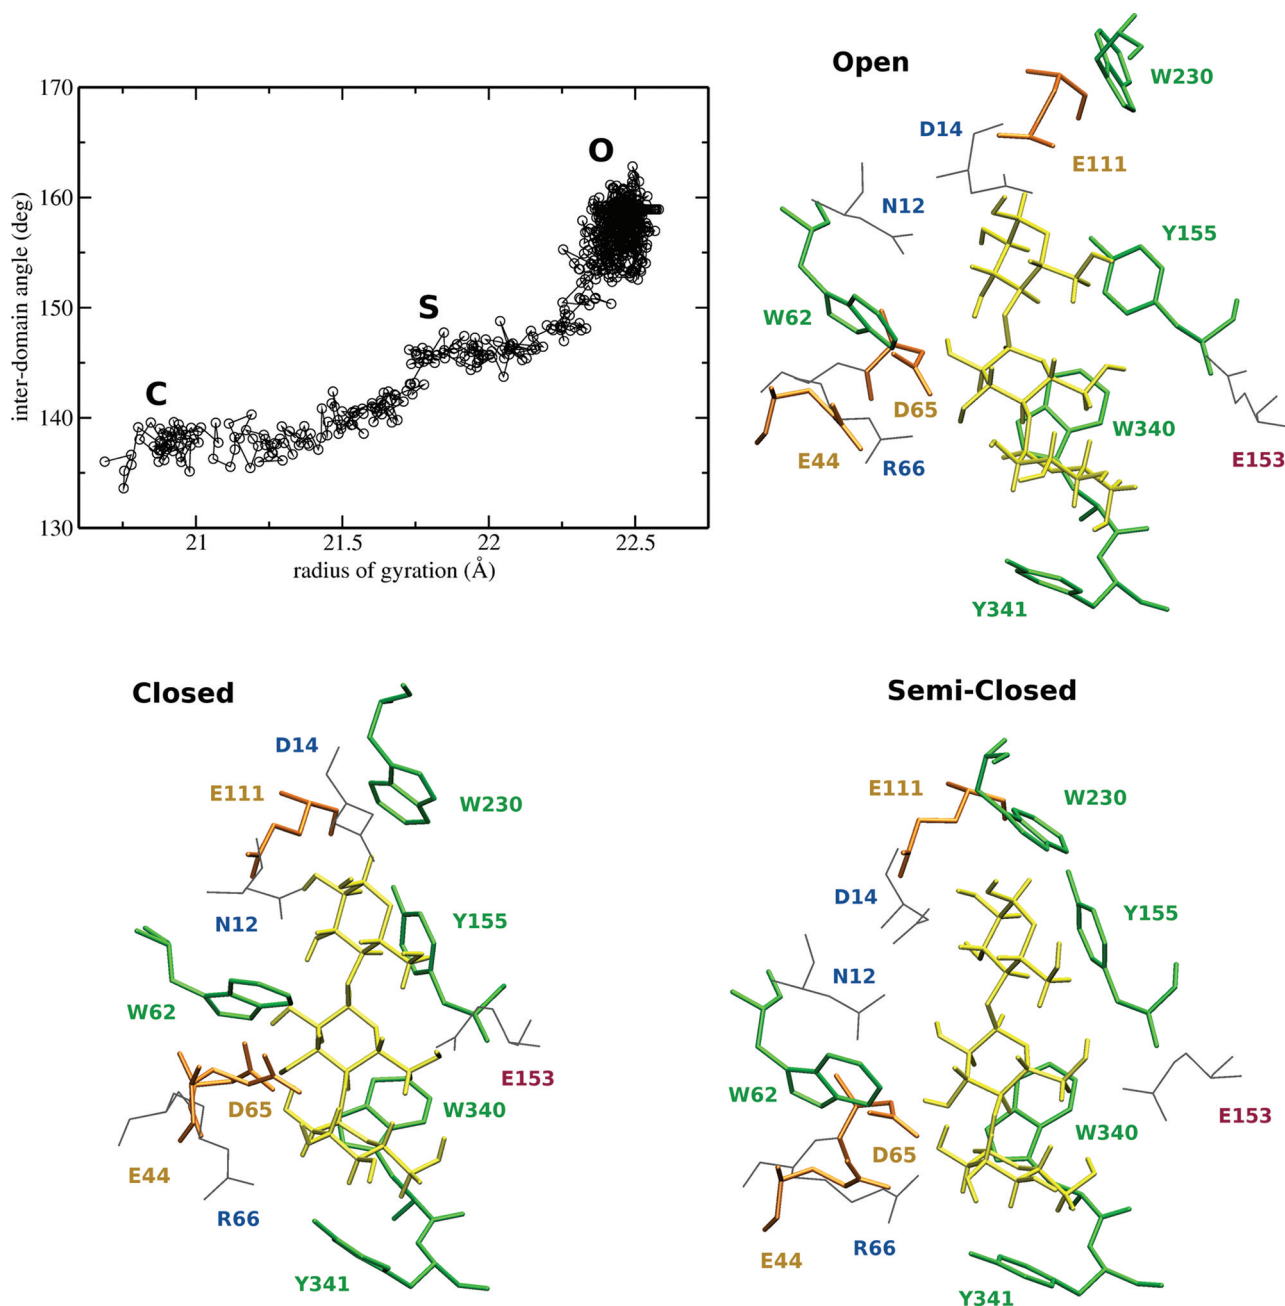 170
160
150
140
130
inter-domain angle (deg)
O
S
C
21
21.5
22
22.5
radius of gyration (Å)
Open
W230
D14
E111
N12
Y155
W62
D65
W340
E44
R66
E153
Y341
Closed
D14
E111
W230
N12
Y155
W62
E153
D65
W340
E44
R66
Y341
Semi-Closed
E111
W230
D14
Y155
N12
W62
E153
W340
D65
R66
E44
Y341